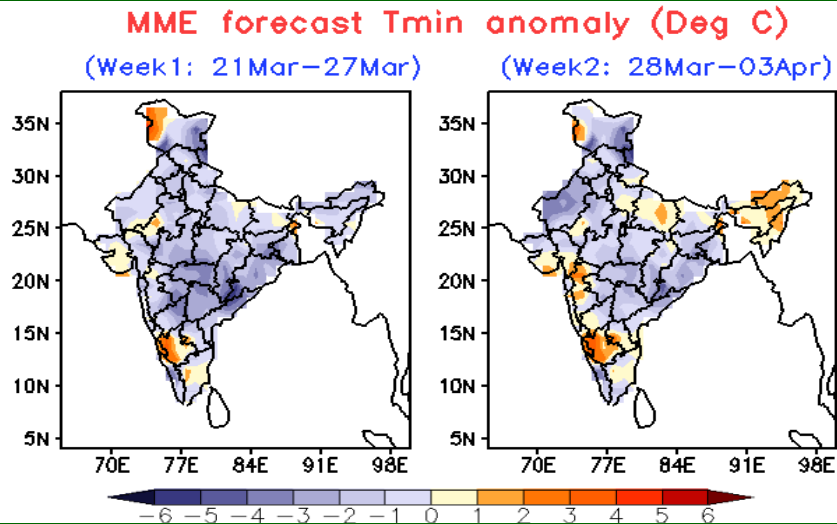 MME forecast Tmin anomaly (Deg C)
(Week1: 21Mar−27Mar)
(Week2: 28Mar−03Apr)
35N
30N
25N
20N
15N
10N
5N
70E 77E 84E 91E 98E
35N
30N
25N
20N
15N
10N
5N
70E 77E 84E 91E 98E
−6 −5 −4 −3 −2 −1 0 1 2 3 4 5 6